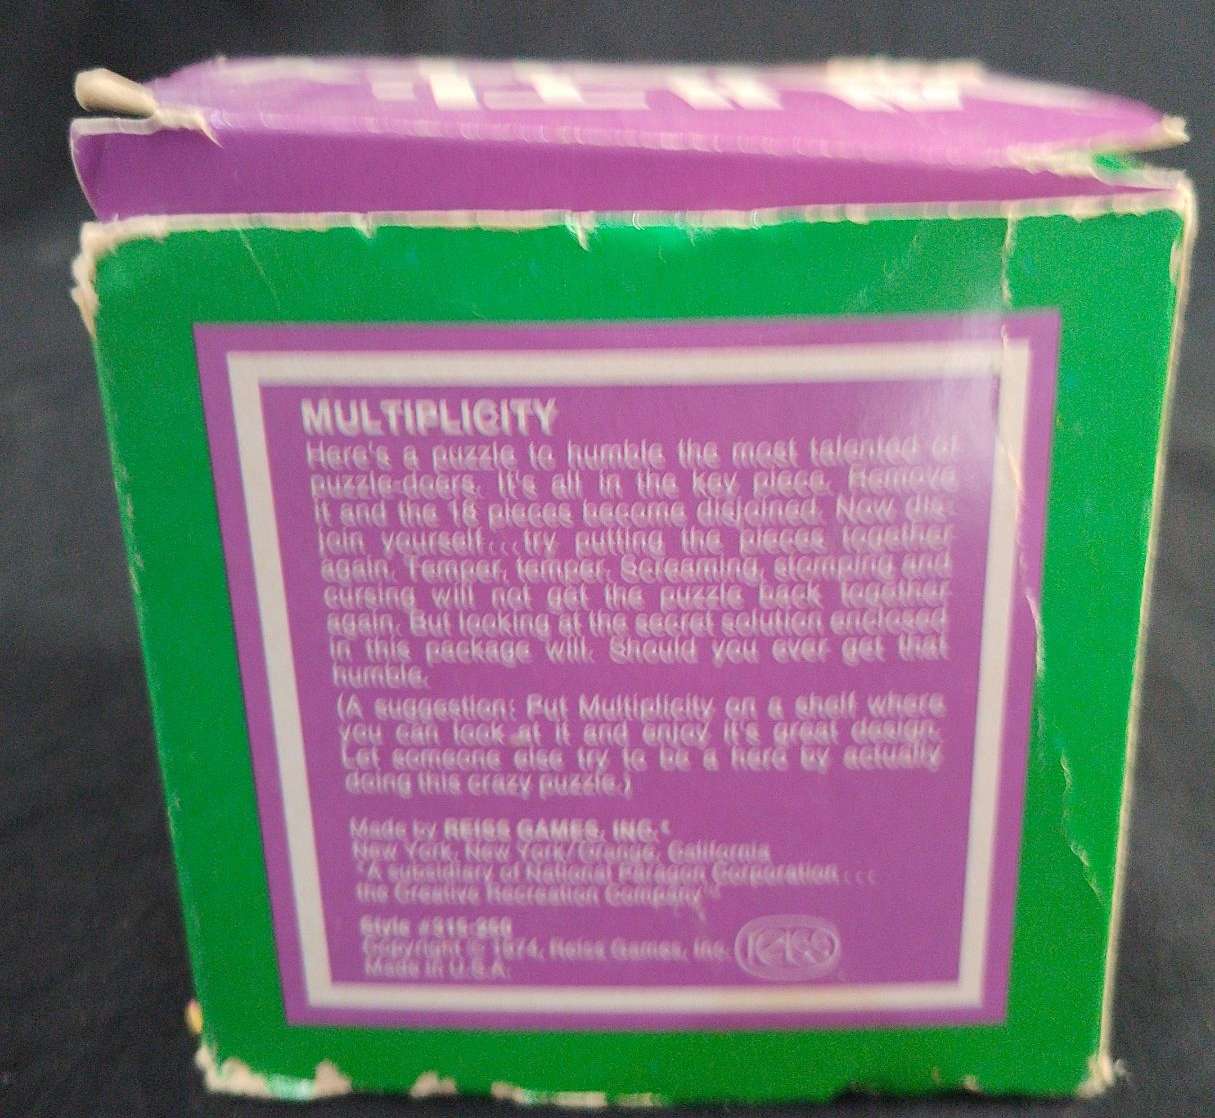 MULTIPLICITY
Here's a puzzle to humble the most talented of
puzzle-doers. It's all in the key piece. Remove
it and the 18 pieces become disjoined. Now dis-
join yourself...try putting the pieces together
again. Temper, temper. Screaming, stomping and
cursing will not get the puzzle back together
again. But looking at the secret solution enclosed
in this package will. Should you ever get that
humble.
(A suggestion: Put Multiplicity on a shelf where
you can look at it and enjoy it's great design.
Let someone else try to be a hero by actually
doing this crazy puzzle.)
Made by REISS GAMES, INC.*
New York, New York/Orange, California
*A subsidiary of National Paragon Corporation...
the Creative Recreation Company™
Style
Copyright © 1974, Reiss Games, Inc. reiss
Made in U.S.A.